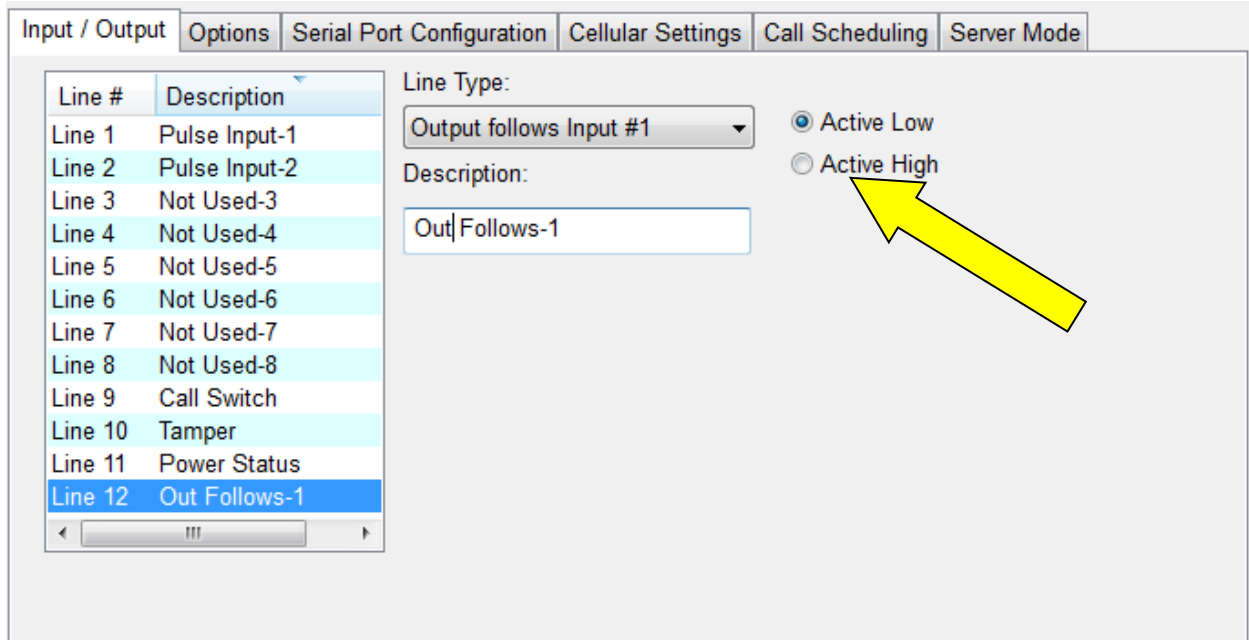 Input / Output Options Serial Port Configuration Cellular Settings Call Scheduling Server Mode
Line # Description
Line 1 Pulse Input-1
Line 2 Pulse Input-2
Line 3 Not Used-3
Line 4 Not Used-4
Line 5 Not Used-5
Line 6 Not Used-6
Line 7 Not Used-7
Line 8 Not Used-8
Line 9 Call Switch
Line 10 Tamper
Line 11 Power Status
Line 12 Out Follows-1
Line Type:
Output follows Input #1
Description:
Out Follows-1
Active Low
Active High